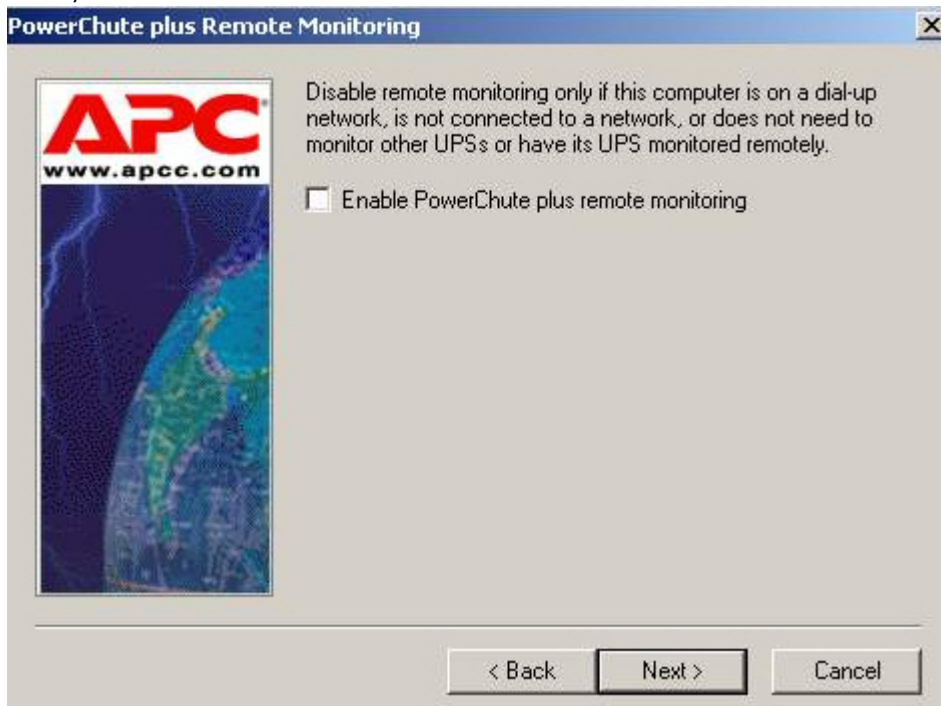 PowerChute plus Remote Monitoring
APC
www.apcc.com
Disable remote monitoring only if this computer is on a dial-up
network, is not connected to a network, or does not need to
monitor other UPSs or have its UPS monitored remotely.
Enable PowerChute plus remote monitoring
< Back
Next >
Cancel